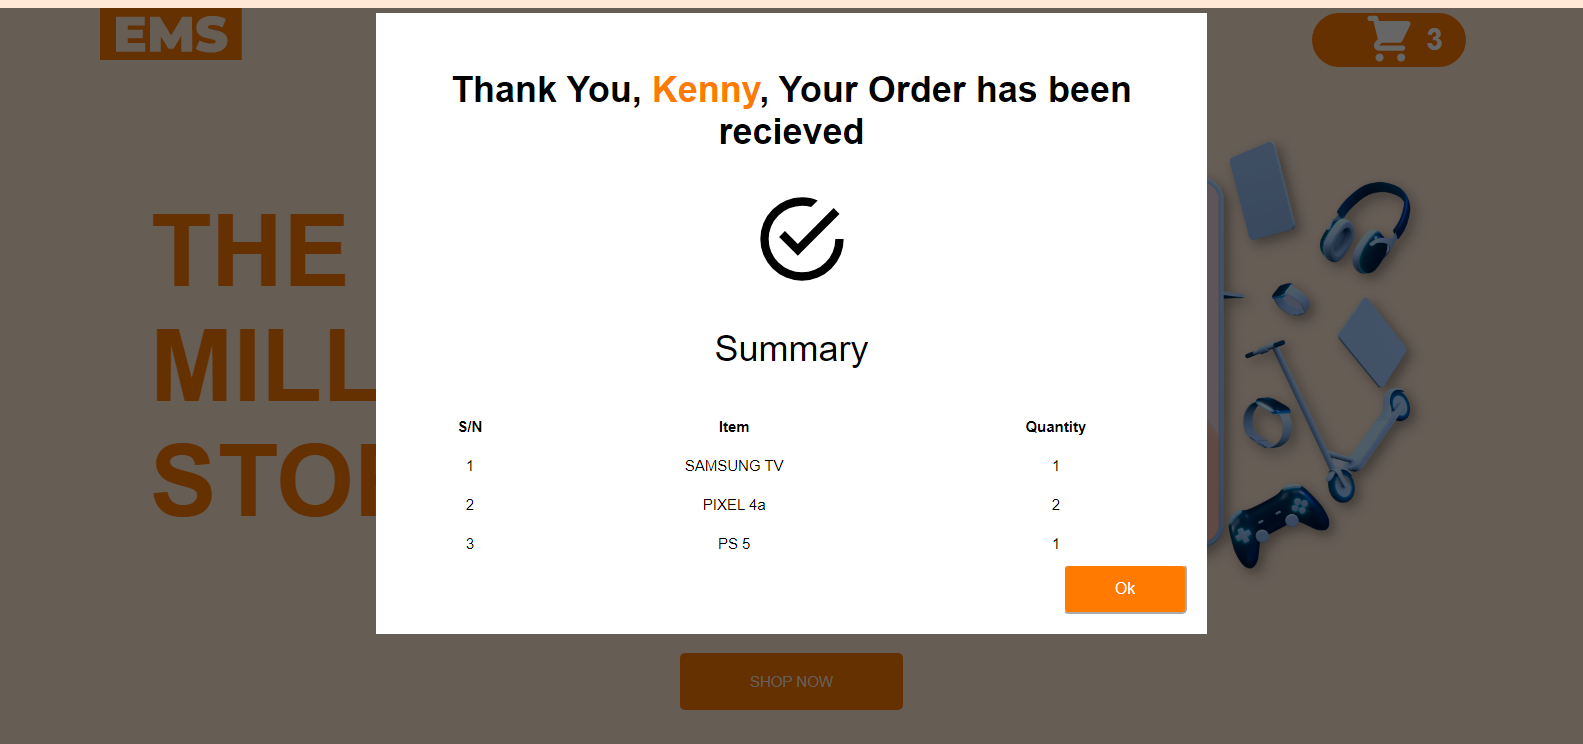 EMS
3
Thank You, Kenny, Your Order has been
recieved
Summary
S/N Item Quantity
1 SAMSUNG TV 1
2 PIXEL 4a 2
3 PS 5 1
Ok
THE
MILL
STO
SHOP NOW